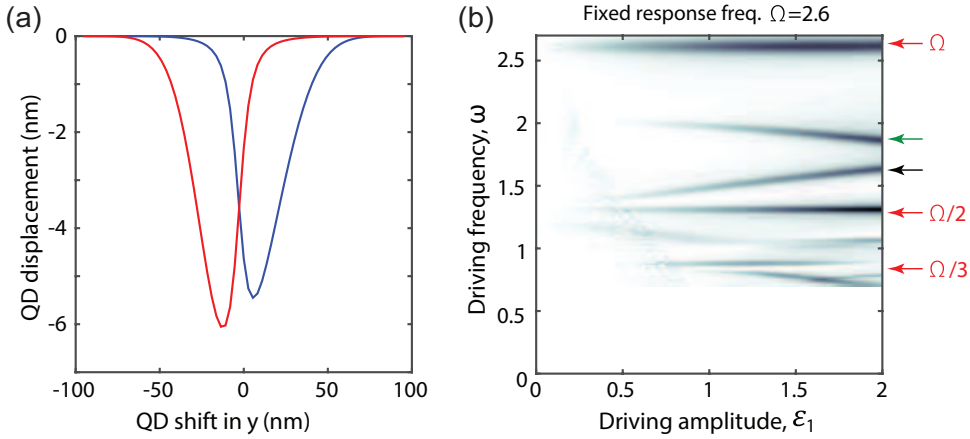 (a)
QD displacement (nm)
0
-2
-4
-6
-100
-50
0
50
100
QD shift in y (nm)
(b)
Fixed response freq. Ω=2.6
Driving frequency, ω
2.5
2
1.5
1
0.5
0
0
0.5
1
1.5
2
Driving amplitude, ε₁
Ω
Ω/2
Ω/3